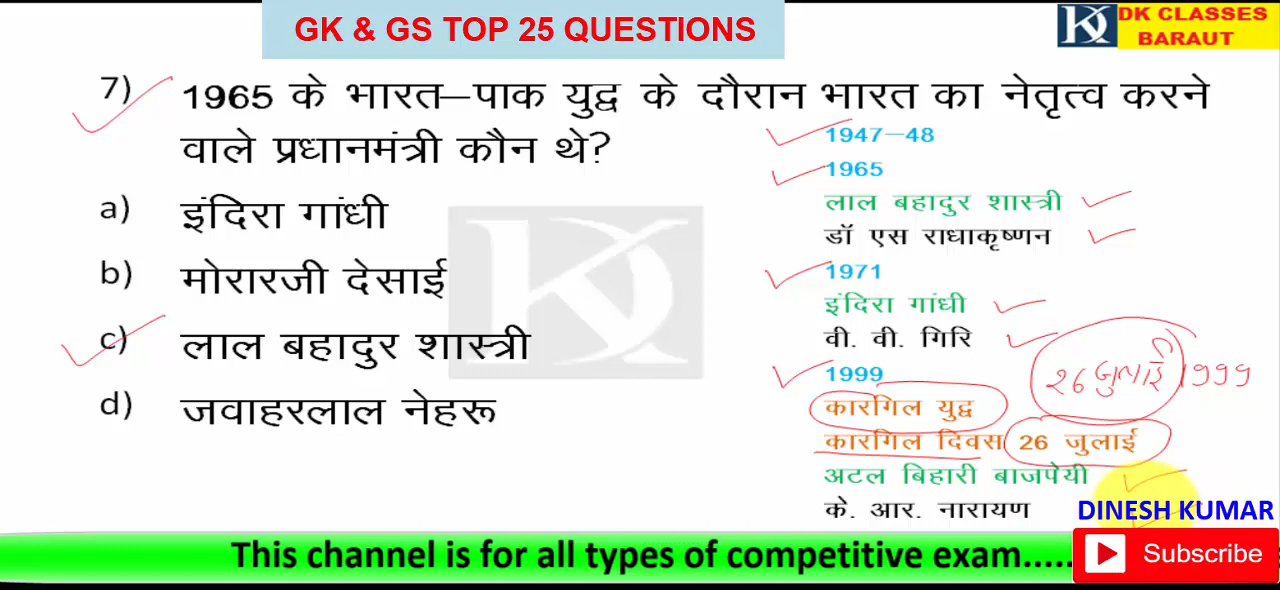 GK & GS TOP 25 QUESTIONS
DK CLASSES
BARAUT
7) 1965 के भारत–पाक युद्व के दौरान भारत का नेतृत्व करने
वाले प्रधानमंत्री कौन थे?
a) इंदिरा गांधी
b) मोरारजी देसाई
c) लाल बहादुर शास्त्री
d) जवाहरलाल नेहरू
1947–48
1965
लाल बहादुर शास्त्री
डॉ एस राधाकृष्णन
1971
इंदिरा गांधी
वी. वी. गिरि
1999
कारगिल युद्व
कारगिल दिवस 26 जुलाई
अटल बिहारी बाजपेयी
के. आर. नारायण
२6 जुलाई 1999
DINESH KUMAR
This channel is for all types of competitive exam.....
Subscribe